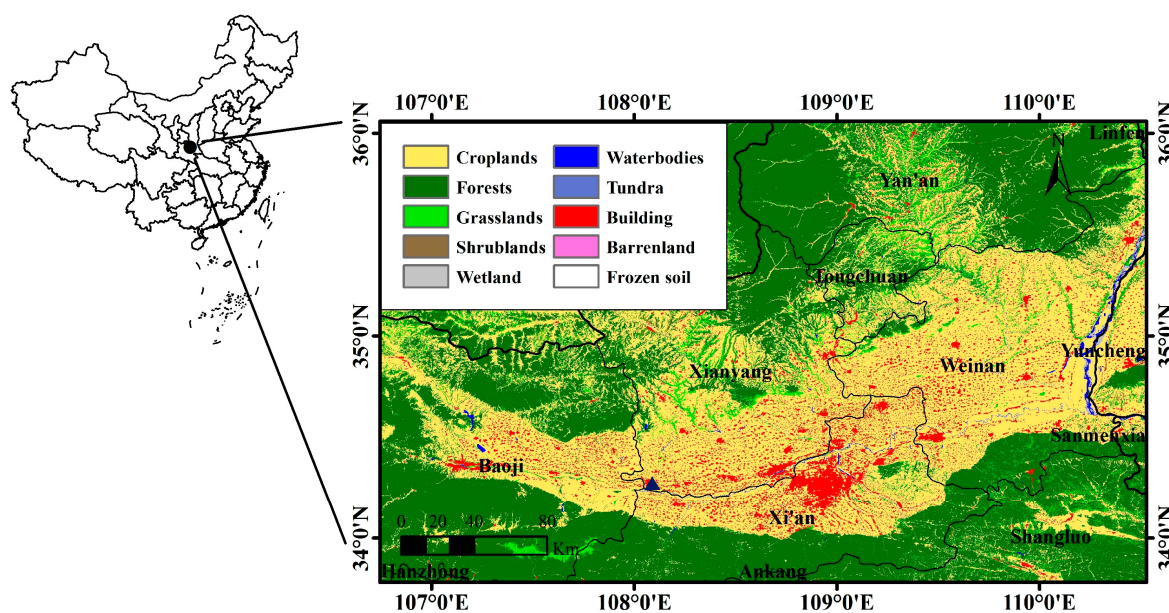 107°0'E 108°0'E 109°0'E 110°0'E
36°0'N
36°0'N
Linfen
N
Croplands Waterbodies
Forests Tundra
Grasslands Building
Shrublands Barrenland
Wetland Frozen soil
Yan'an
Tongchuan
35°0'N
35°0'N
Yuncheng
Xianyang
Weinan
Sanmenxia
Baoji
Xi'an
0 20 40 80
Km
Shangluo
34°0'N
34°0'N
Hanzhong
Ankang
107°0'E 108°0'E 109°0'E 110°0'E